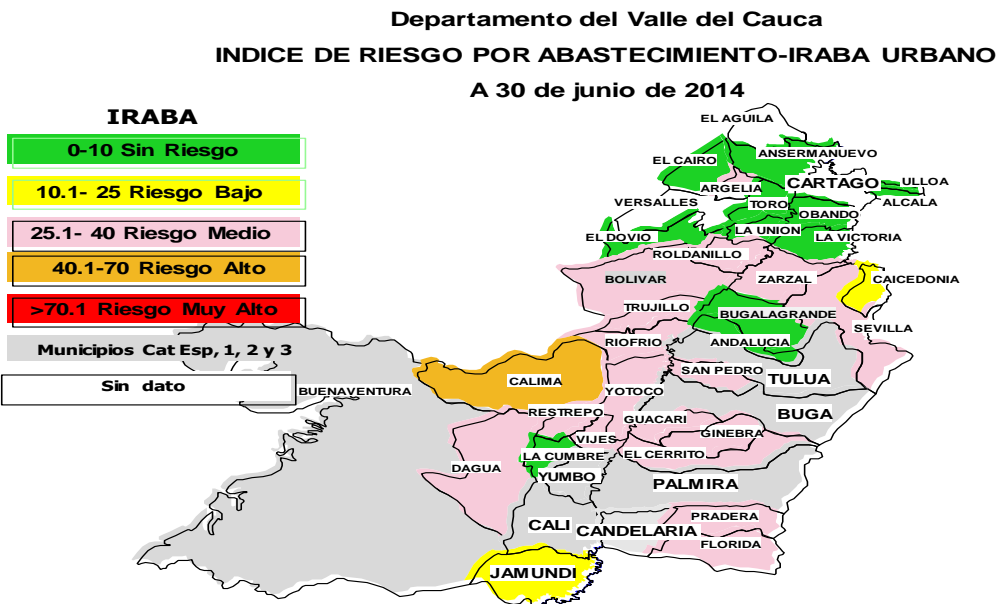 Departamento del Valle del Cauca
INDICE DE RIESGO POR ABASTECIMIENTO-IRABA URBANO
A 30 de junio de 2014
IRABA
0-10 Sin Riesgo
10.1- 25 Riesgo Bajo
25.1- 40 Riesgo Medio
40.1-70 Riesgo Alto
>70.1 Riesgo Muy Alto
Municipios Cat Esp, 1, 2 y 3
Sin dato
EL AGUILA
ANSERMANUEVO
EL CAIRO
CARTAGO
ULLOA
ARGELIA
ALCALA
VERSALLES
TORO
OBANDO
LA UNION
LA VICTORIA
EL DOVIO
ROLDANILLO
BOLIVAR
ZARZAL
CAICEDONIA
TRUJILLO
BUGALAGRANDE
SEVILLA
RIOFRIO
ANDALUCIA
SAN PEDRO
TULUA
CALIMA
BUENAVENTURA
YOTOCO
RESTREPO
GUACARI
BUGA
GINEBRA
VIJES
LA CUMBRE
EL CERRITO
DAGUA
YUMBO
PALMIRA
PRADERA
CALI
CANDELARIA
FLORIDA
JAMUNDI